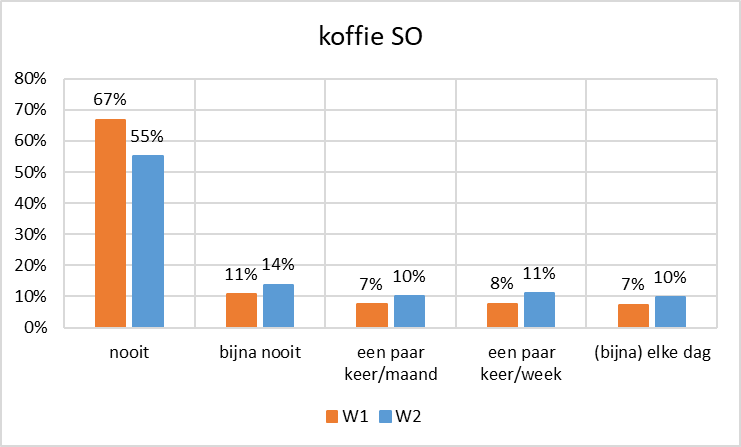 koffie SO
80%
70%
60%
50%
40%
30%
20%
10%
0%
67%
55%
11%
14%
7%
10%
8%
11%
7%
10%
nooit
bijna nooit
een paar
keer/maand
een paar
keer/week
(bijna) elke dag
W1
W2